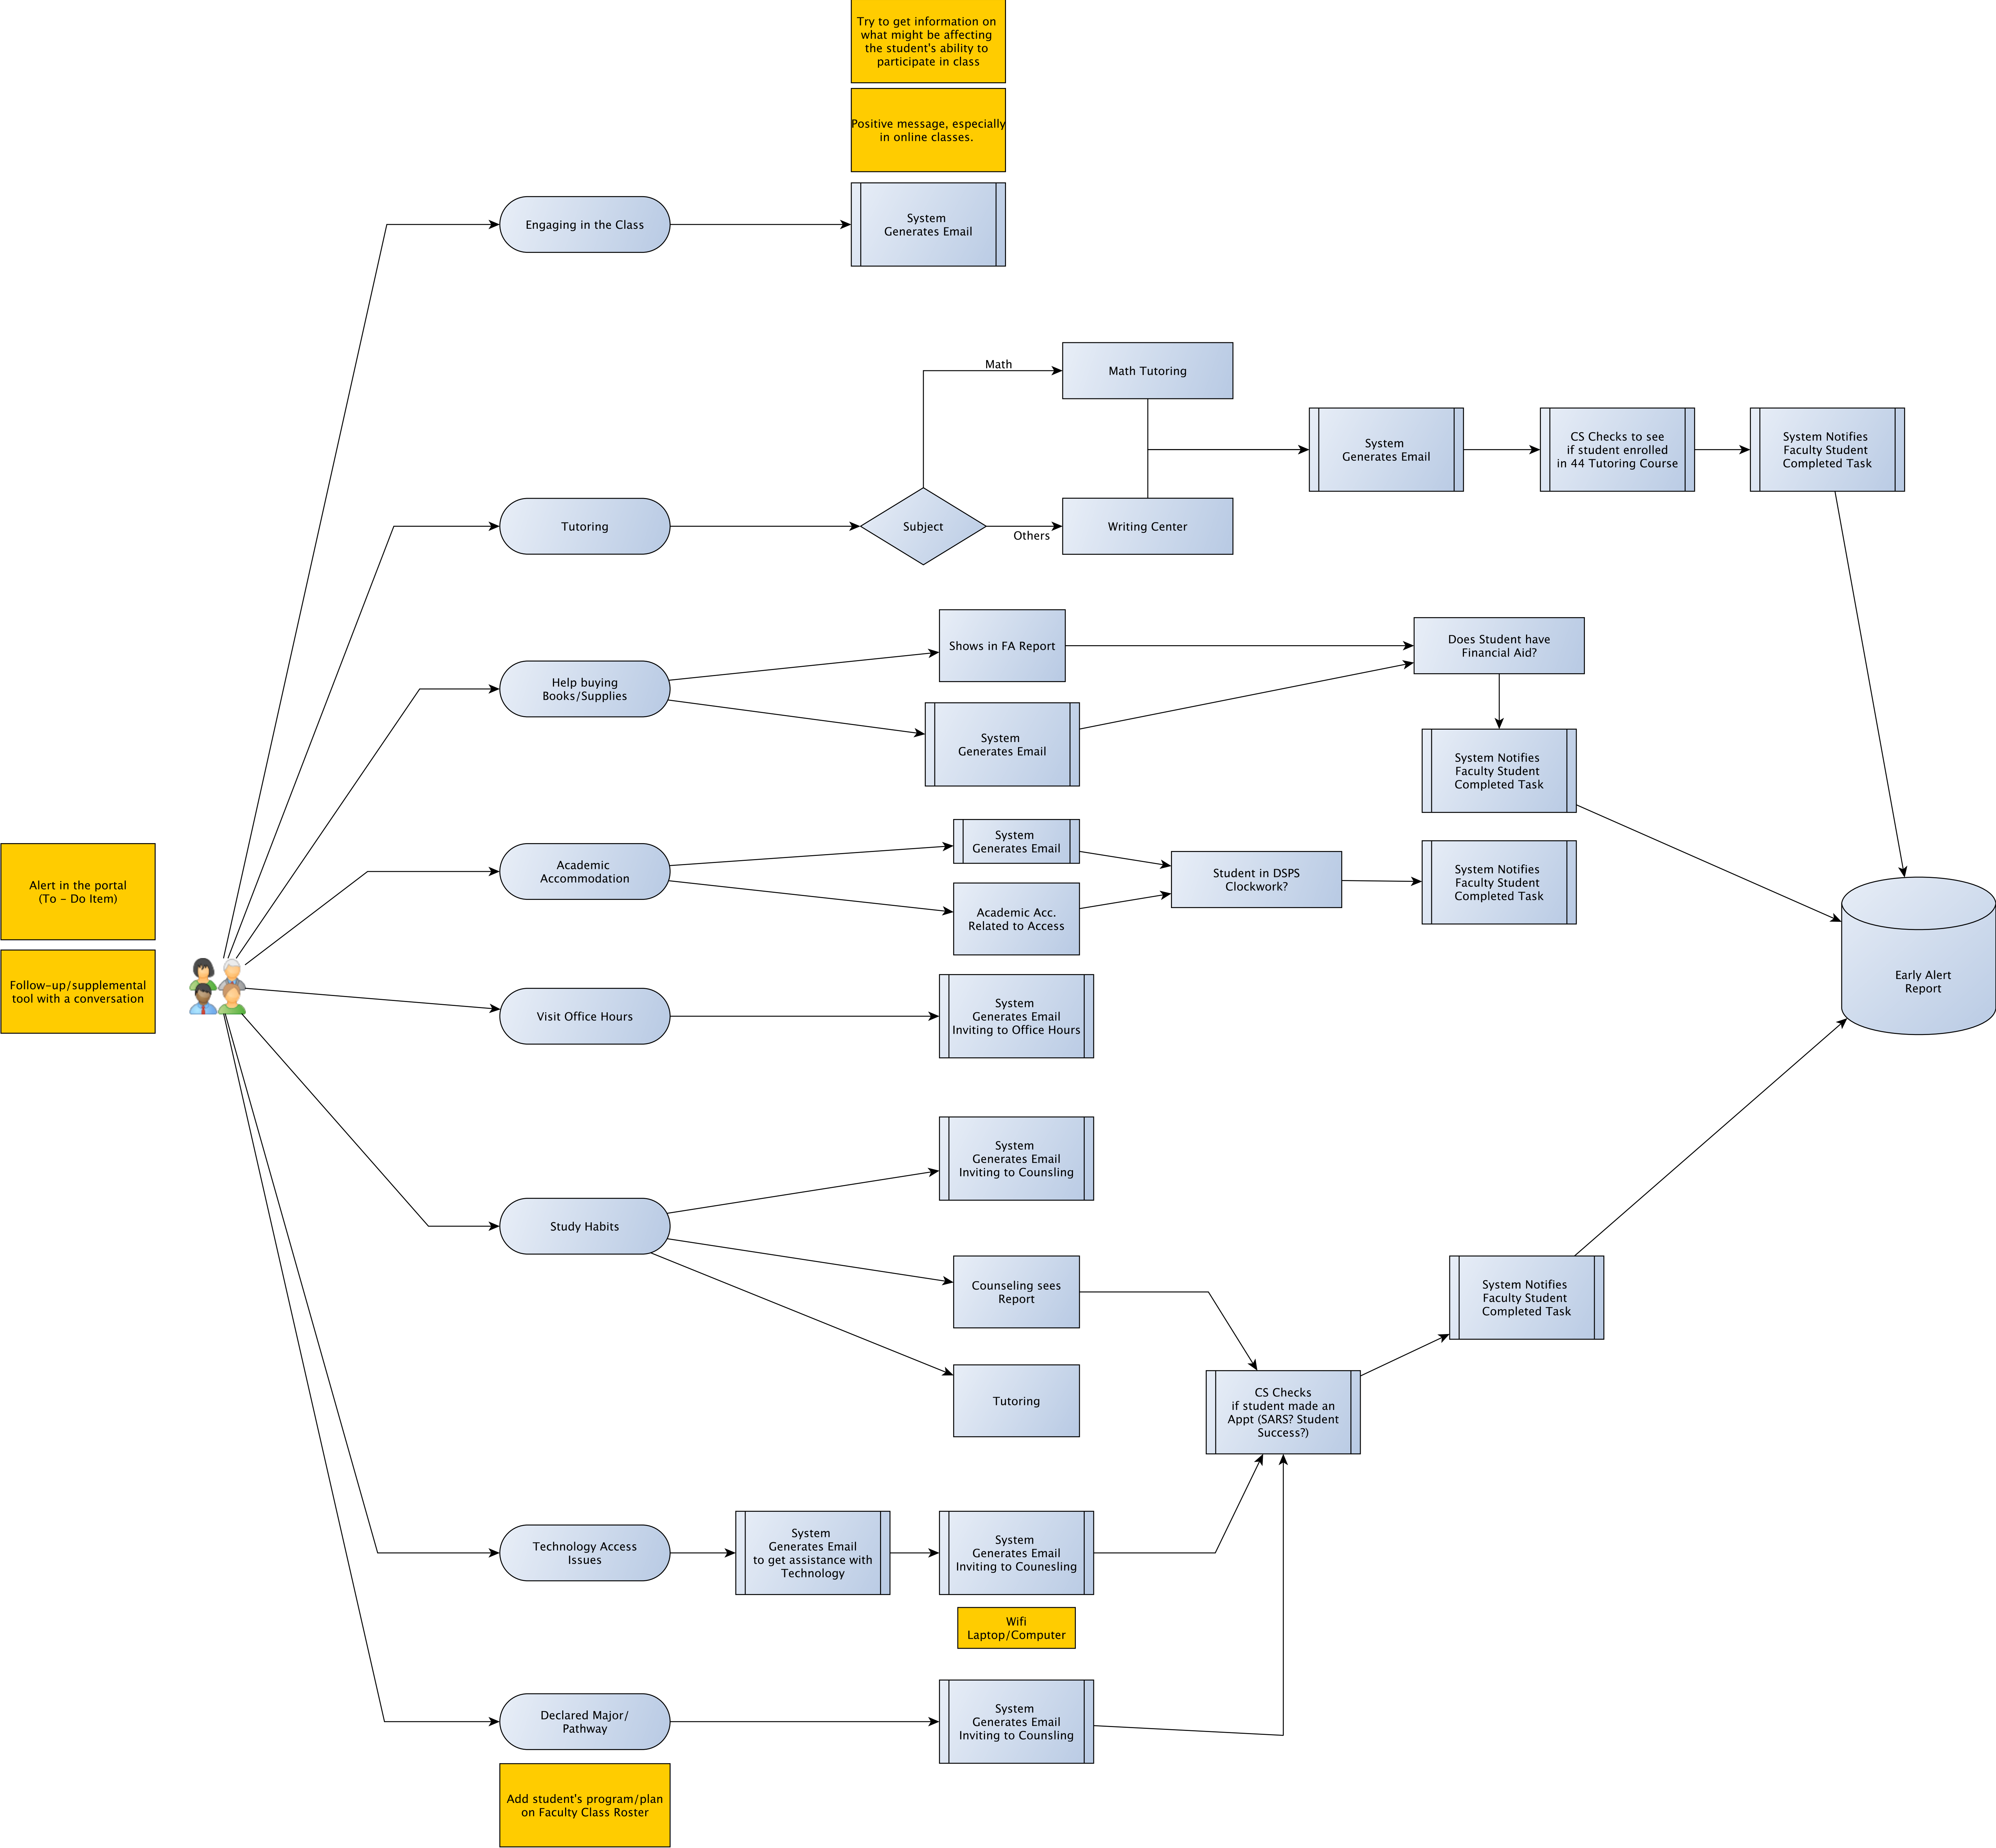 Try to get information on
what might be affecting
the student's ability to
participate in class
Positive message, especially
in online classes.
Engaging in the Class
System
Generates Email
Math
Math Tutoring
Tutoring
Subject
Others
Writing Center
System
Generates Email
CS Checks to see
if student enrolled
in 44 Tutoring Course
System Notifies
Faculty Student
Completed Task
Help buying
Books/Supplies
Shows in FA Report
System
Generates Email
Does Student have
Financial Aid?
System Notifies
Faculty Student
Completed Task
Alert in the portal
(To - Do Item)
Follow-up/supplemental
tool with a conversation
Academic
Accommodation
System
Generates Email
Academic Acc.
Related to Access
Student in DSPS
Clockwork?
System Notifies
Faculty Student
Completed Task
Early Alert
Report
Visit Office Hours
System
Generates Email
Inviting to Office Hours
Study Habits
System
Generates Email
Inviting to Counsling
Counseling sees
Report
Tutoring
CS Checks
if student made an
Appt (SARS? Student
Success?)
System Notifies
Faculty Student
Completed Task
Technology Access
Issues
System
Generates Email
to get assistance with
Technology
System
Generates Email
Inviting to Counesling
Wifi
Laptop/Computer
Declared Major/
Pathway
System
Generates Email
Inviting to Counsling
Add student's program/plan
on Faculty Class Roster